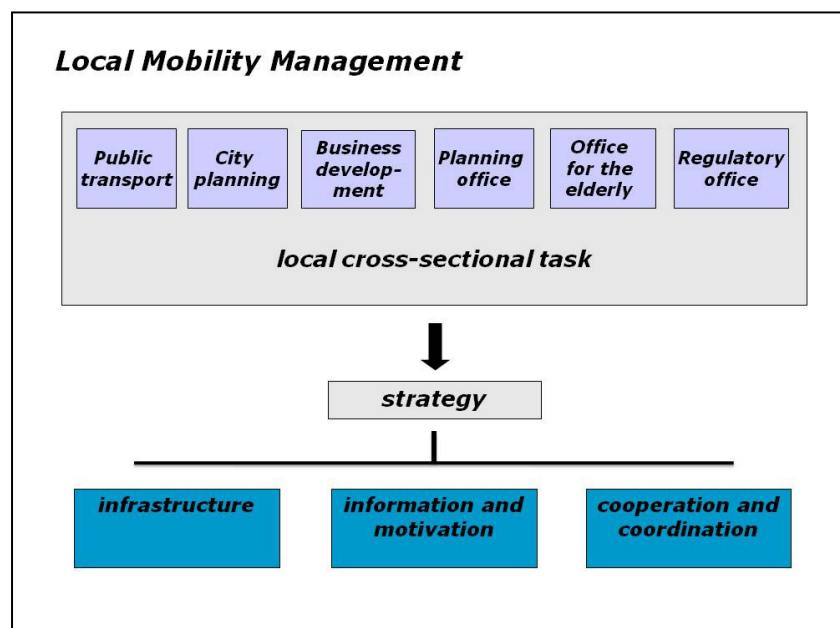 Local Mobility Management
Public
transport
City
planning
Business
develop-
ment
Planning
office
Office
for the
elderly
Regulatory
office
local cross-sectional task
strategy
infrastructure
information and
motivation
cooperation and
coordination